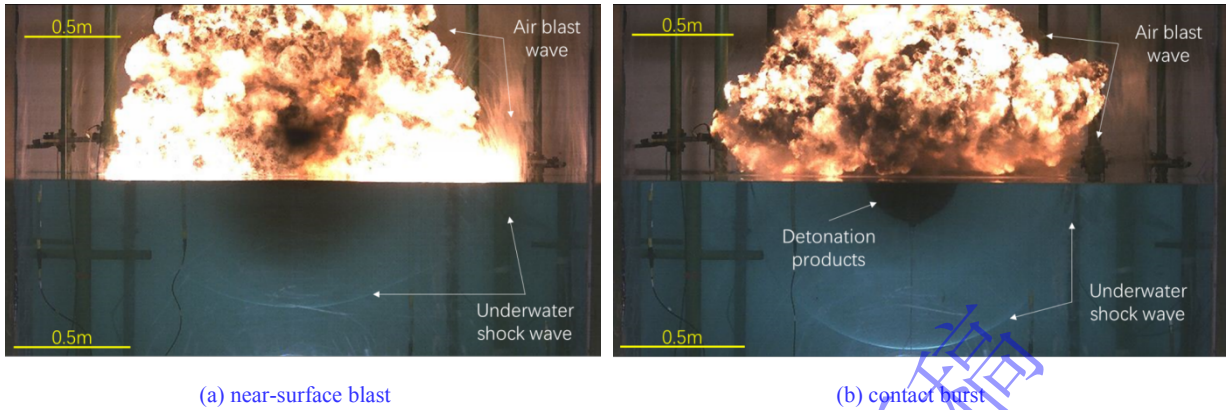 0.5m
Air blast
wave
Underwater
shock wave
0.5m
(a) near-surface blast
0.5m
Air blast
wave
Detonation
products
Underwater
shock wave
0.5m
(b) contact burst
稿